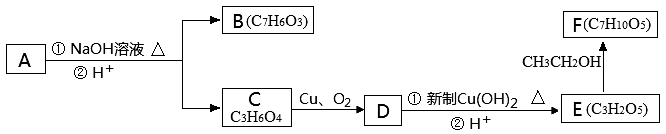 A
① NaOH溶液 △
② H⁺
B (C₇H₆O₃)
C
C₃H₆O₄
Cu、O₂
D
① 新制Cu(OH)₂ △
② H⁺
E (C₃H₂O₅)
CH₃CH₂OH
F(C₇H₁₀O₅)